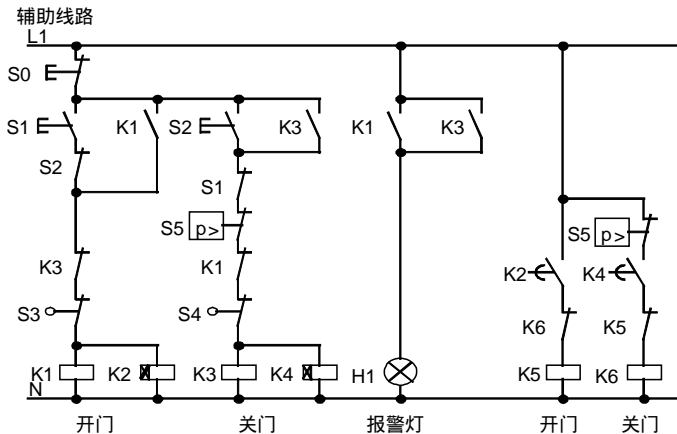 辅助线路
L1
S0
S1 K1 S2 K3 K1 K3
S2
S1
S5 p> S5 p>
K3 K1 K2 K4
S3 S4 K6 K5
K1 K2 K3 K4 H1 K5 K6
N
开门 关门 报警灯 开门 关门